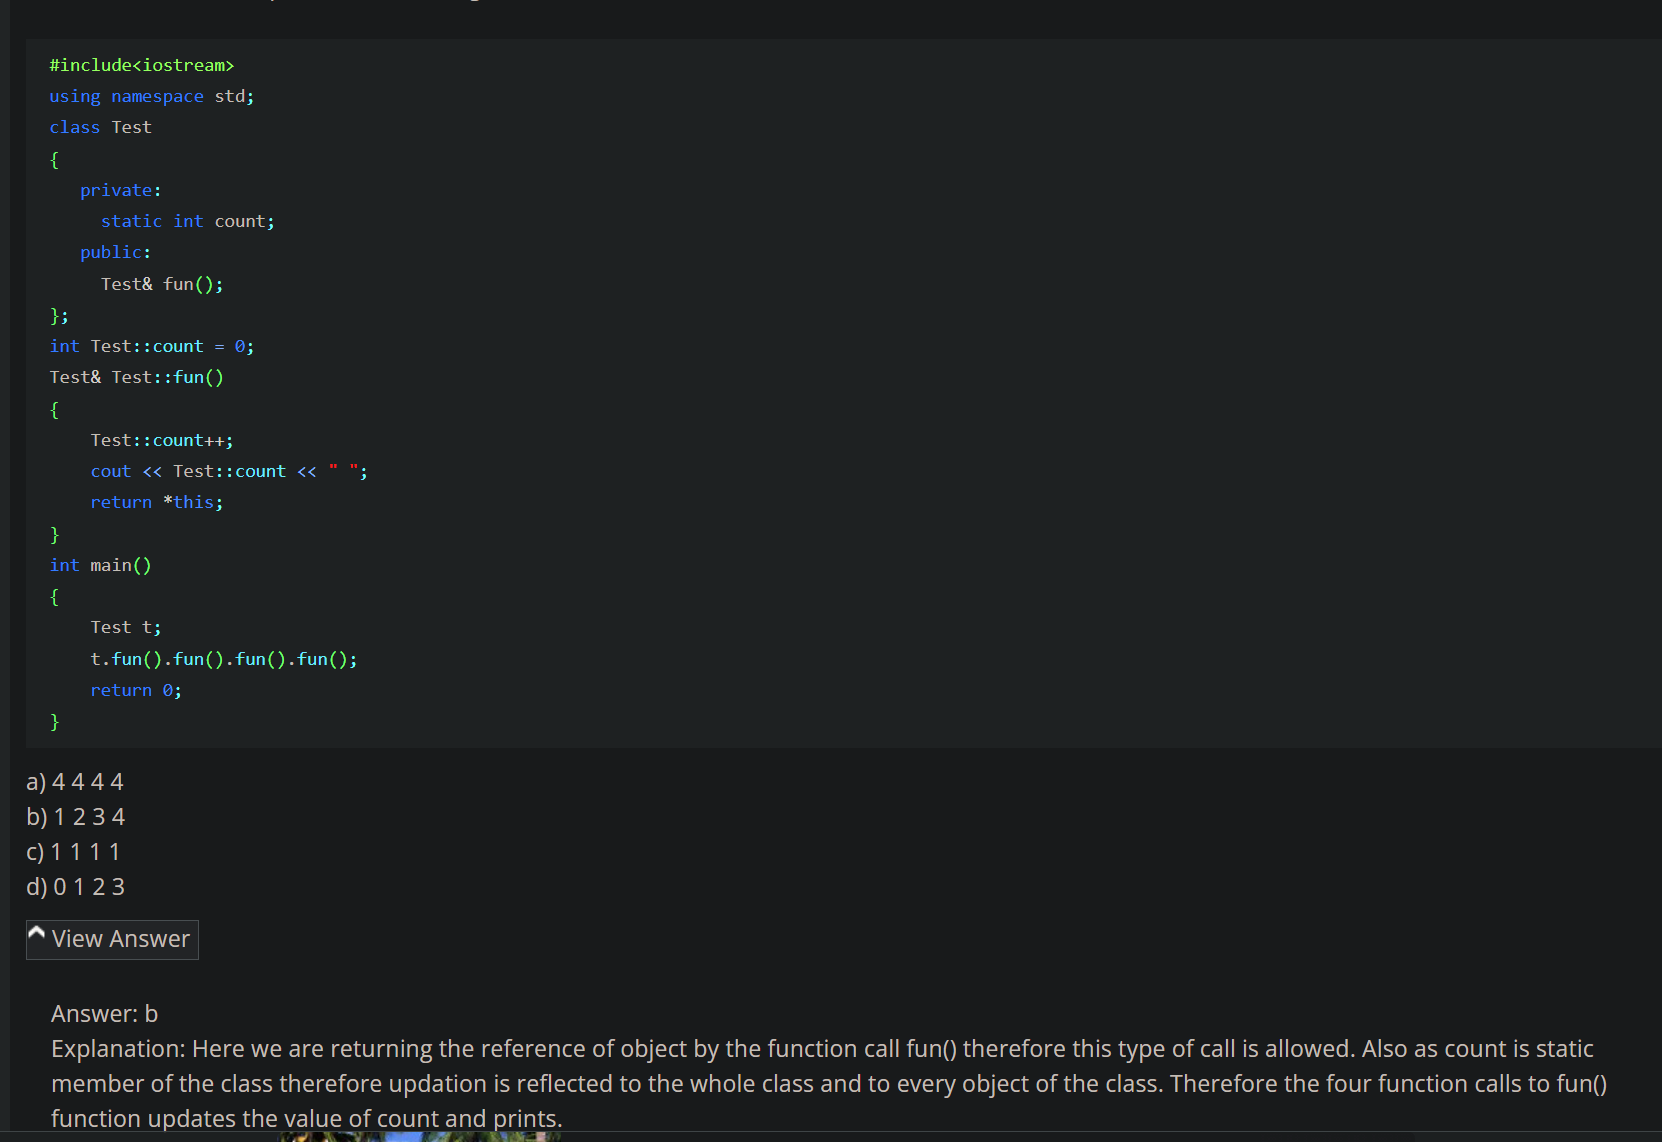 #include<iostream>
using namespace std;
class Test
{
private:
static int count;
public:
Test& fun();
};
int Test::count = 0;
Test& Test::fun()
{
Test::count++;
cout << Test::count << " ";
return *this;
}
int main()
{
Test t;
t.fun().fun().fun().fun();
return 0;
}
a) 4 4 4 4
b) 1 2 3 4
c) 1 1 1 1
d) 0 1 2 3
View Answer
Answer: b
Explanation: Here we are returning the reference of object by the function call fun() therefore this type of call is allowed. Also as count is static
member of the class therefore updation is reflected to the whole class and to every object of the class. Therefore the four function calls to fun()
function updates the value of count and prints.